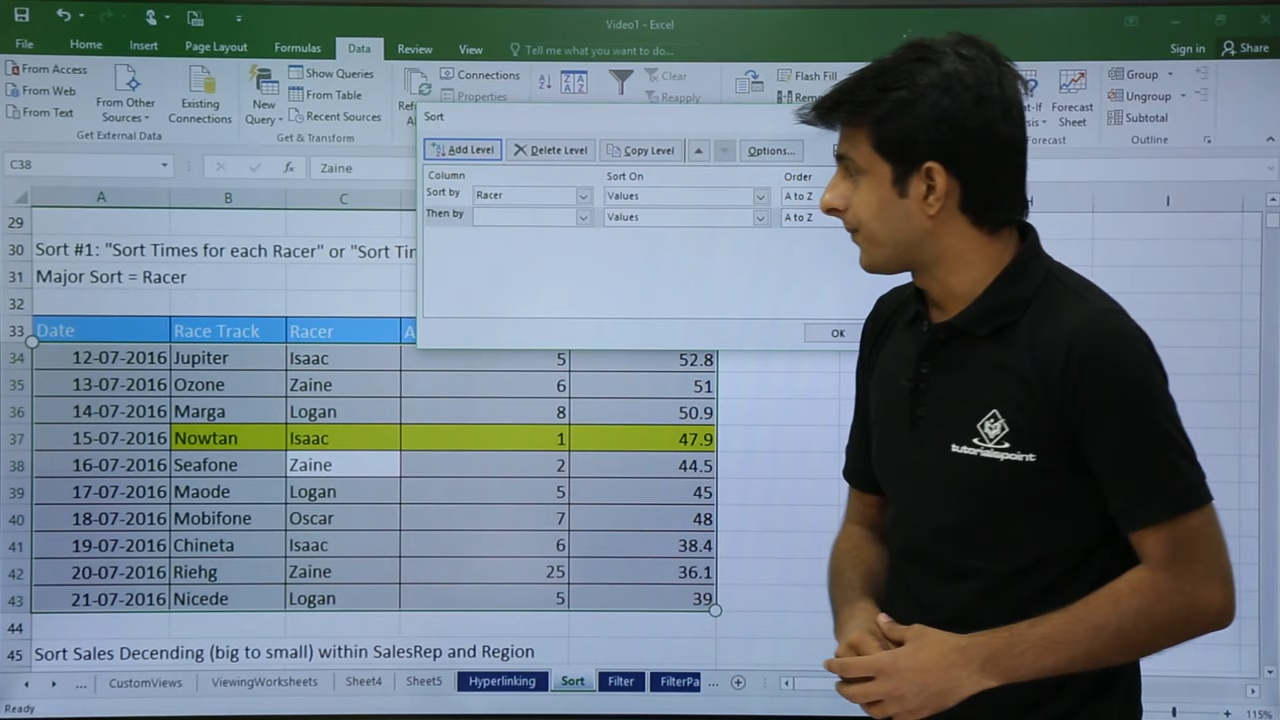 Video1 - Excel
File Home Insert Page Layout Formulas Data Review View Tell me what you want to do... Sign in Share
From Access
From Web
From Text
From Other Sources
Get External Data
Existing Connections
New Query
Show Queries
From Table
Recent Sources
Get & Transform
Connections
Properties
Clear
Reapply
Flash Fill
Forecast Sheet
Group
Ungroup
Subtotal
Outline
C38 fx Zaine
Sort
Add Level Delete Level Copy Level Options...
Column Sort On Order
Sort by Racer Values A to Z
Then by Values A to Z
OK
A B C H I
29
30 Sort #1: "Sort Times for each Racer" or "Sort Tir
31 Major Sort = Racer
32
33 Date Race Track Racer A
34 12-07-2016 Jupiter Isaac 5 52.8
35 13-07-2016 Ozone Zaine 6 51
36 14-07-2016 Marga Logan 8 50.9
37 15-07-2016 Nowtan Isaac 1 47.9
38 16-07-2016 Seafone Zaine 2 44.5
39 17-07-2016 Maode Logan 5 45
40 18-07-2016 Mobifone Oscar 7 48
41 19-07-2016 Chineta Isaac 6 38.4
42 20-07-2016 Riehg Zaine 25 36.1
43 21-07-2016 Nicede Logan 5 39
44
45 Sort Sales Decending (big to small) within SalesRep and Region
... CustomViews ViewingWorksheets Sheet4 Sheet5 Hyperlinking Sort Filter FilterPa ...
Ready 115%
tutorialspoint